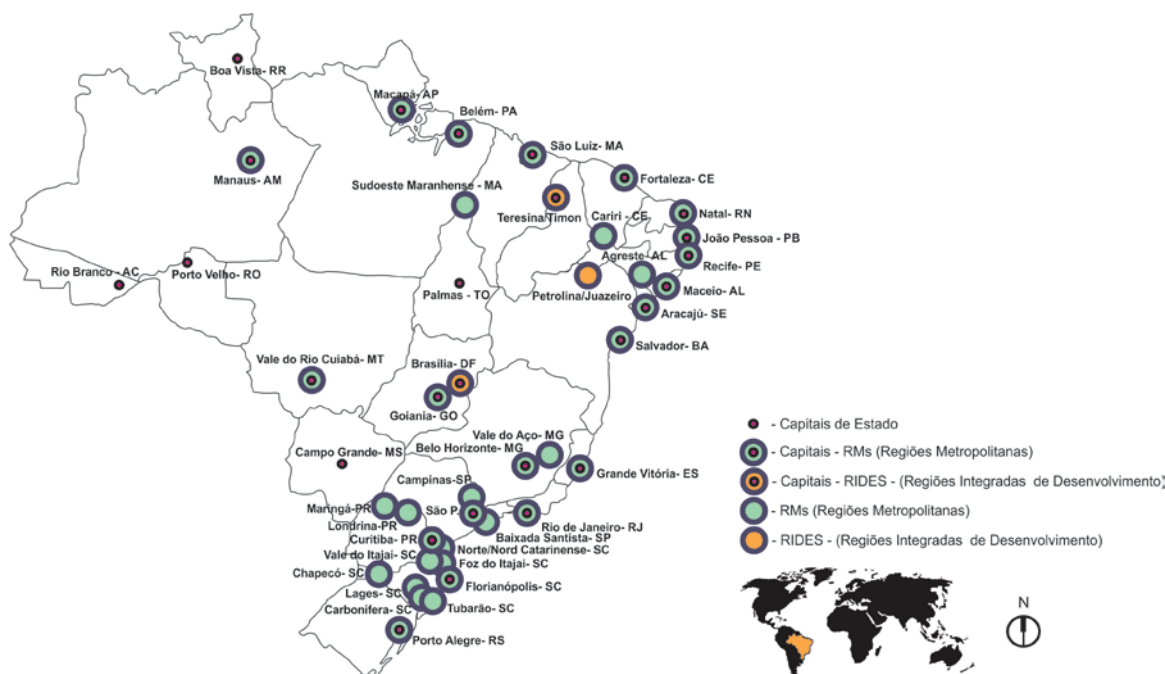 Boa Vista- RR
Macapá- AP
Belém- PA
São Luiz- MA
Manaus- AM
Sudoeste Maranhense - MA
Fortaleza- CE
Teresina/Timon
Cariri - CE
Natal- RN
João Pessoa - PB
Agreste- AL
Recife- PE
Rio Branco- AC
Porto Velho- RO
Palmas - TO
Petrolina/Juazeiro
Maceio- AL
Aracajú- SE
Salvador- BA
Vale do Rio Cuiabá- MT
Brasília- DF
Goiania- GO
Vale do Aço- MG
Belo Horizonte- MG
Campo Grande- MS
Grande Vitória- ES
Campinas-SP
Maringá-PR
São P
Rio de Janeiro- RJ
Londrina-PR
Baixada Santista- SP
Curitiba- PR
Norte/Nord Catarinense- SC
Vale do Itajaí- SC
Foz do Itajaí- SC
Chapecó- SC
Florianópolis- SC
Lages- SC
Carbonífera- SC
Tubarão- SC
Porto Alegre- RS
- Capitais de Estado
- Capitais - RMs (Regiões Metropolitanas)
- Capitais - RIDES - (Regiões Integradas de Desenvolvimento)
- RMs (Regiões Metropolitanas)
- RIDES - (Regiões Integradas de Desenvolvimento)
N